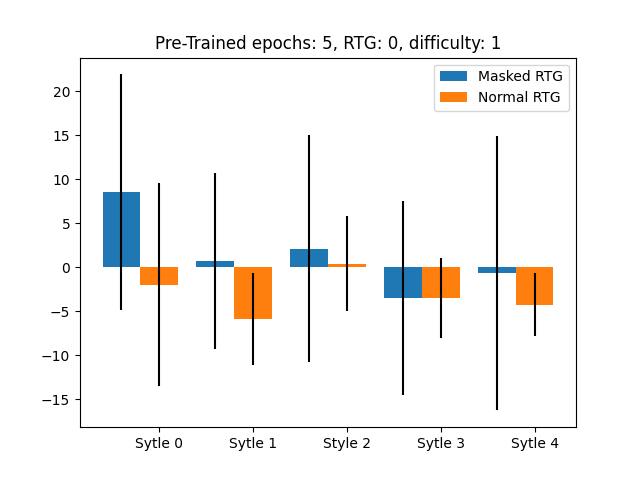 Pre-Trained epochs: 5, RTG: 0, difficulty: 1
Masked RTG
Normal RTG
20
15
10
5
0
−5
−10
−15
Sytle 0 Sytle 1 Style 2 Sytle 3 Sytle 4